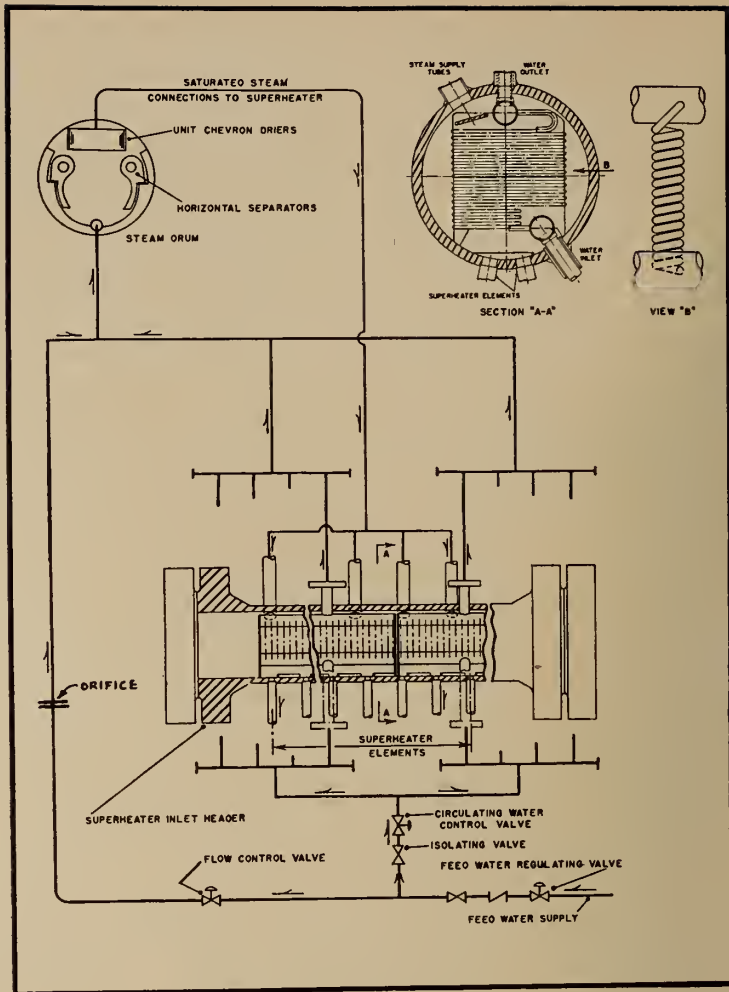 SATURATED STEAM
CONNECTIONS TO SUPERHEATER
UNIT CHEVRON DRIERS
HORIZONTAL SEPARATORS
STEAM DRUM
STEAM SUPPLY
TUBES
WATER
OUTLET
B
WATER
INLET
SUPERHEATER ELEMENTS
SECTION "A-A"
VIEW "B"
A
ORIFICE
A
SUPERHEATER
ELEMENTS
SUPERHEATER INLET HEADER
CIRCULATING WATER
CONTROL VALVE
ISOLATING VALVE
FLOW CONTROL VALVE
FEED WATER REGULATING VALVE
FEED WATER SUPPLY